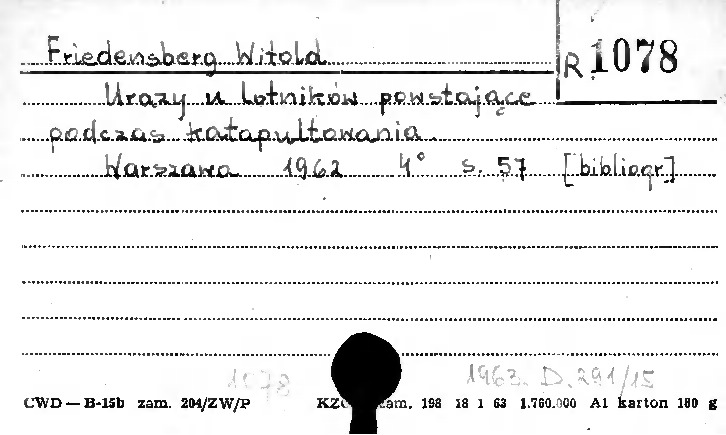 Friedensberg Witold
R 1078
Urazy u lotników powstające
podczas katapultowania.
Warszawa 1962 4° s. 57 [bibliogr]
1078 1963. D. 291/15
CWD — B-15b zam. 204/ZW/P zam. 198 18 1 63 1.760.000 A1 karton 180 g